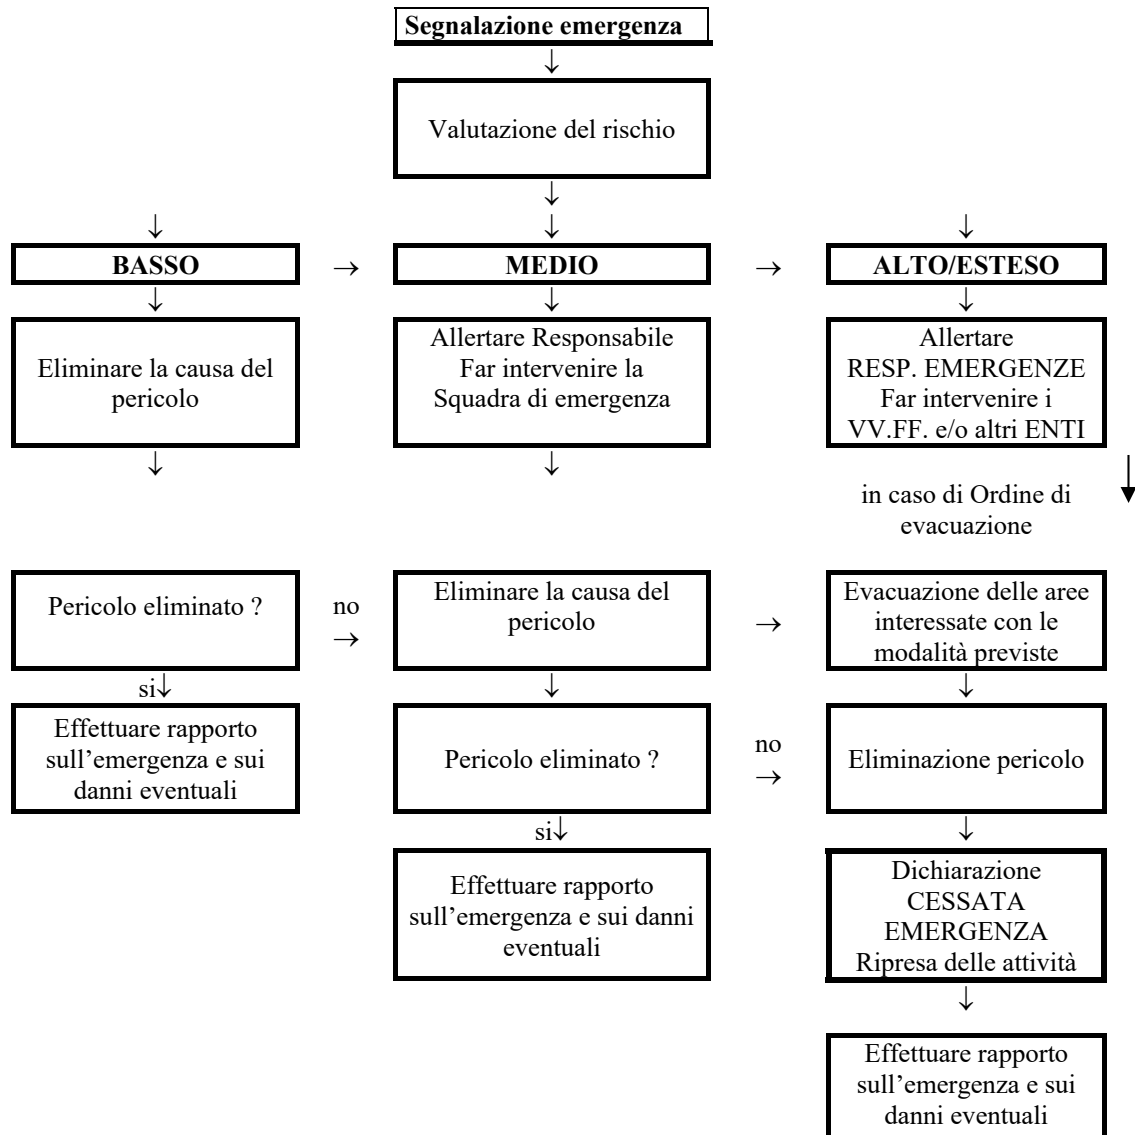 Segnalazione emergenza
↓
Valutazione del rischio
↓
↓ ↓ ↓
BASSO → MEDIO → ALTO/ESTESO
↓ ↓ ↓
Eliminare la causa del
pericolo
Allertare Responsabile
Far intervenire la
Squadra di emergenza
Allertare
RESP. EMERGENZE
Far intervenire i
VV.FF. e/o altri ENTI
↓ ↓ ↓
in caso di Ordine di
evacuazione
Pericolo eliminato ?
no
→
Eliminare la causa del
pericolo
→
Evacuazione delle aree
interessate con le
modalità previste
si↓
↓ ↓
Effettuare rapporto
sull’emergenza e sui
danni eventuali
Pericolo eliminato ?
no
→
Eliminazione pericolo
si↓
↓
Effettuare rapporto
sull’emergenza e sui danni
eventuali
Dichiarazione
CESSATA
EMERGENZA
Ripresa delle attività
↓
Effettuare rapporto
sull’emergenza e sui
danni eventuali